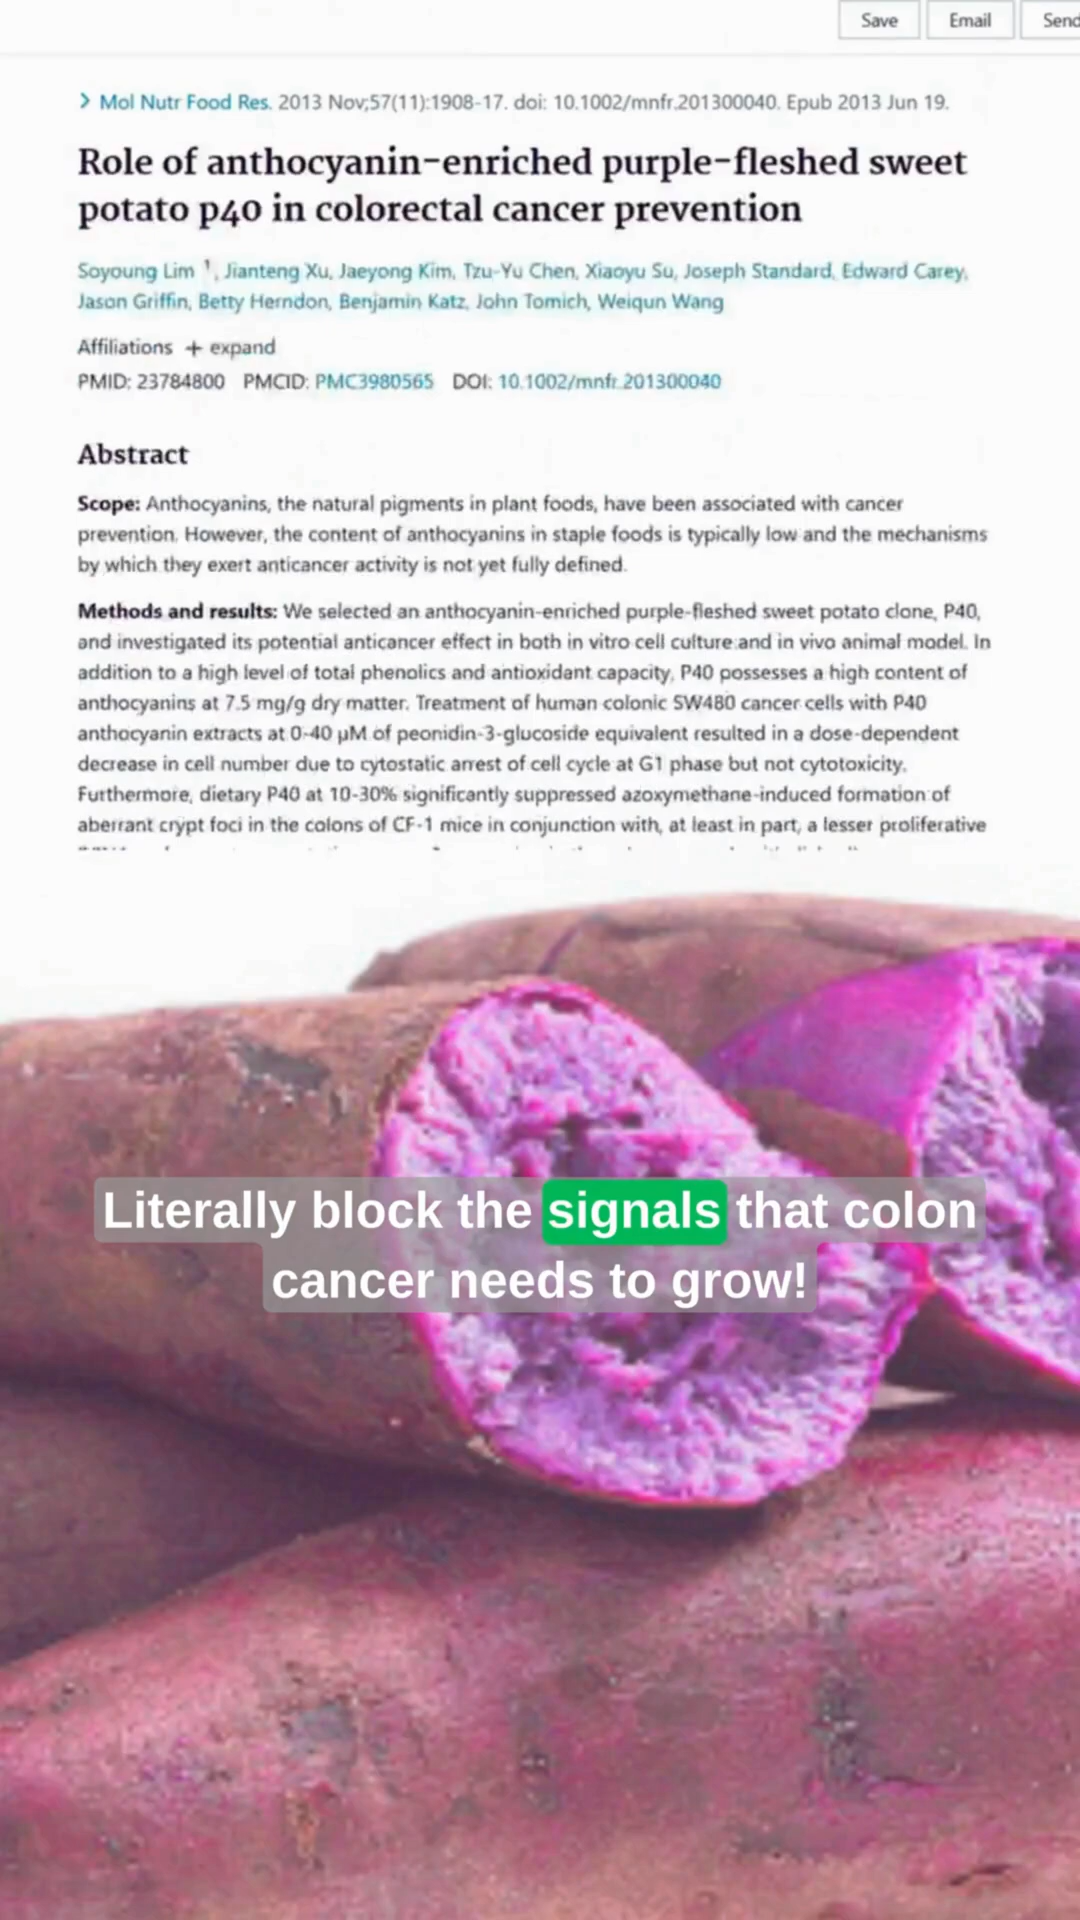 Save Email Send
Mol Nutr Food Res. 2013 Nov;57(11):1908-17. doi: 10.1002/mnfr.201300040. Epub 2013 Jun 19.
Role of anthocyanin-enriched purple-fleshed sweet
potato p40 in colorectal cancer prevention
Soyoung Lim 1, Jianteng Xu, Jaeyong Kim, Tzu-Yu Chen, Xiaoyu Su, Joseph Standard, Edward Carey,
Jason Griffin, Betty Herndon, Benjamin Katz, John Tomich, Weiqun Wang
Affiliations + expand
PMID: 23784800 PMCID: PMC3980565 DOI: 10.1002/mnfr.201300040
Abstract
Scope: Anthocyanins, the natural pigments in plant foods, have been associated with cancer
prevention. However, the content of anthocyanins in staple foods is typically low and the mechanisms
by which they exert anticancer activity is not yet fully defined.
Methods and results: We selected an anthocyanin-enriched purple-fleshed sweet potato clone, P40,
and investigated its potential anticancer effect in both in vitro cell culture and in vivo animal model. In
addition to a high level of total phenolics and antioxidant capacity, P40 possesses a high content of
anthocyanins at 7.5 mg/g dry matter. Treatment of human colonic SW480 cancer cells with P40
anthocyanin extracts at 0-40 μM of peonidin-3-glucoside equivalent resulted in a dose-dependent
decrease in cell number due to cytostatic arrest of cell cycle at G1 phase but not cytotoxicity.
Furthermore, dietary P40 at 10-30% significantly suppressed azoxymethane-induced formation of
aberrant crypt foci in the colons of CF-1 mice in conjunction with, at least in part, a lesser proliferative
Literally block the signals that colon
cancer needs to grow!